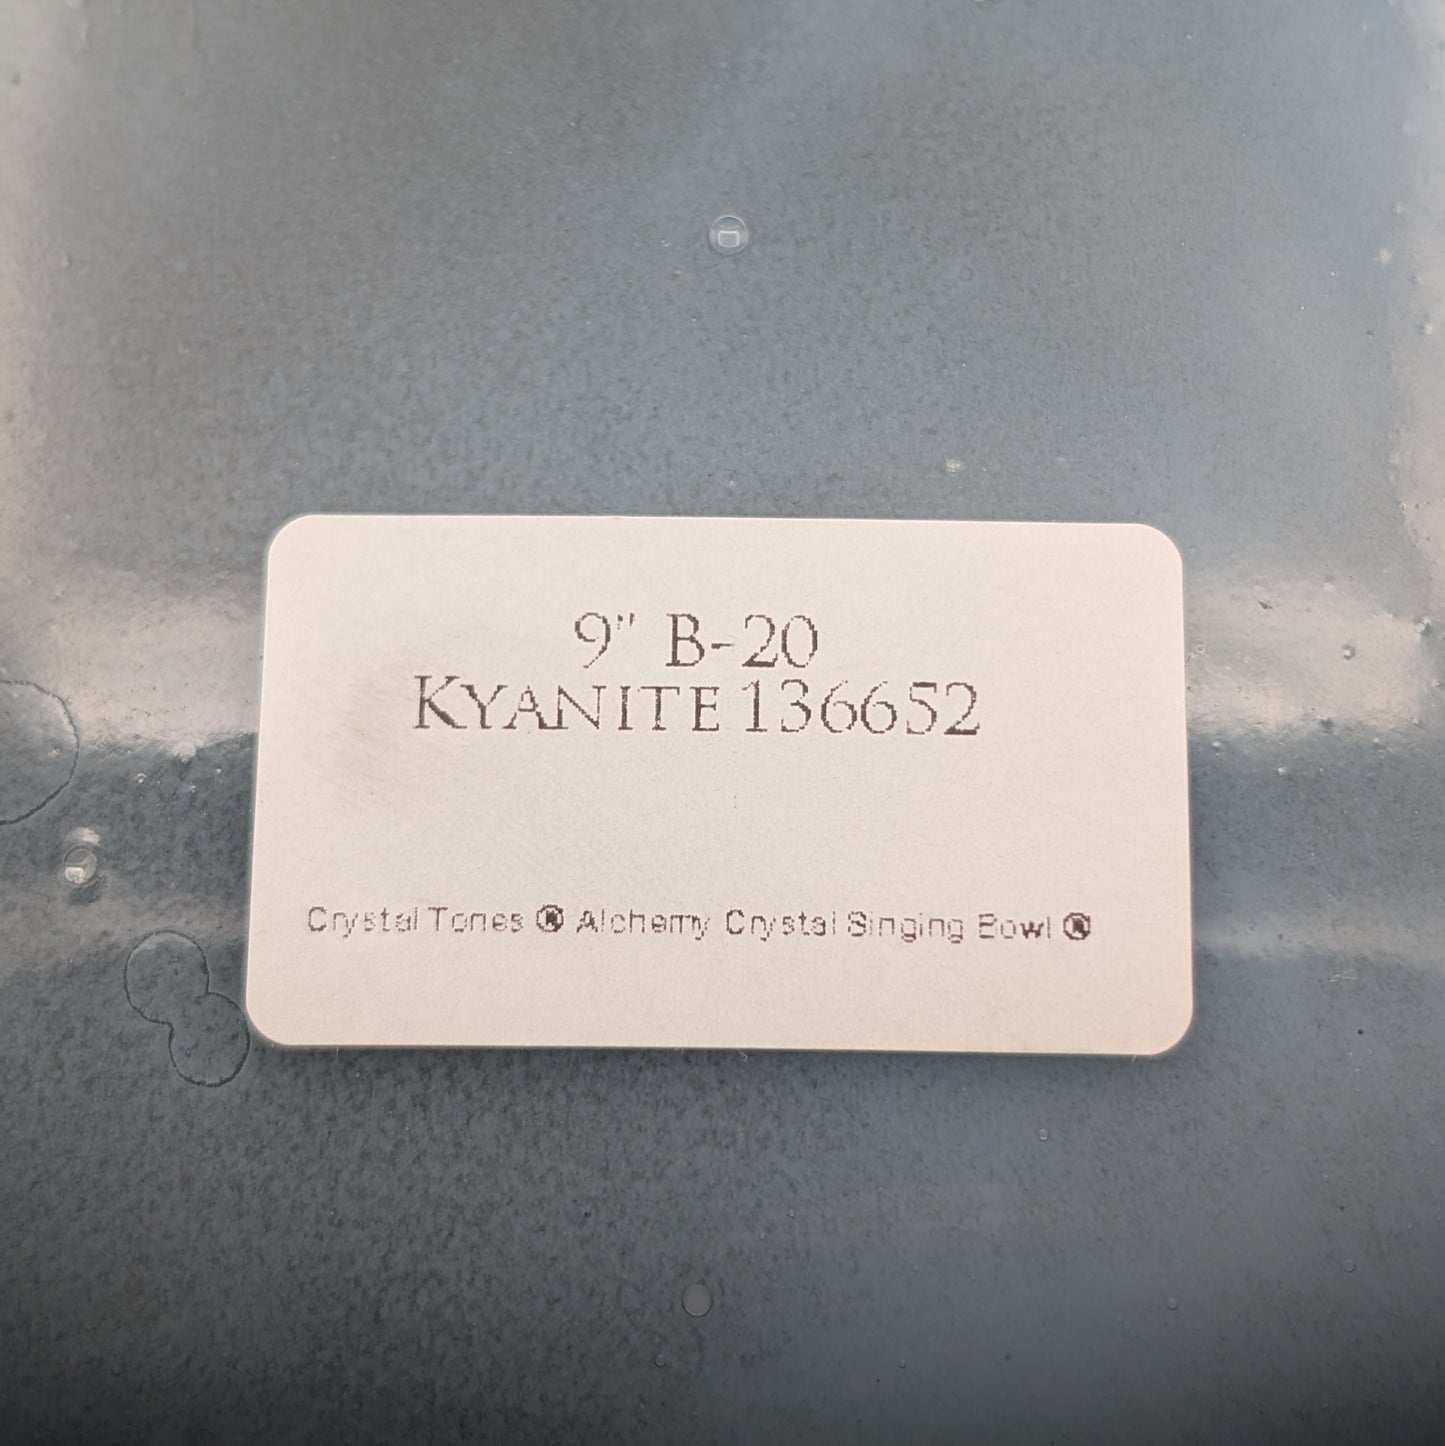 9" B-20
KYANITE 136652
Crystal Tones ® Alchemy Crystal Singing Bowl ®